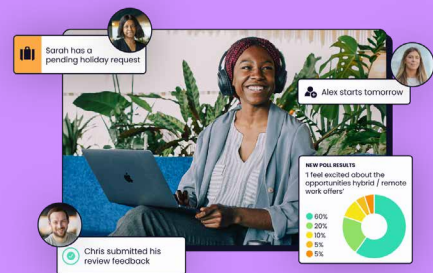 Sarah has a
pending holiday request
Alex starts tomorrow
NEW POLL RESULTS
'I feel excited about the
opportunities hybrid / remote
work offers'
60%
20%
10%
5%
5%
Chris submitted his
review feedback